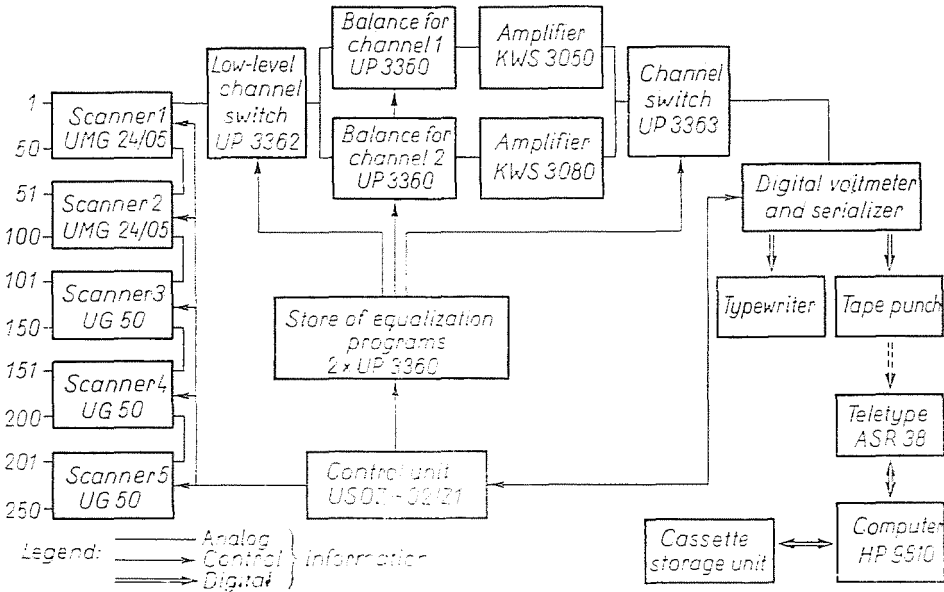 Balance for
channel 1
UP 3360
Amplifier
KWS 3050
Low-level
channel
switch
UP 3362
Channel
switch
UP 3363
1
Scanner 1
UMG 24/05
50
Balance for
channel 2
UP 3360
Amplifier
KWS 3080
51
Scanner 2
UMG 24/05
100
Digital voltmeter
and serializer
101
Scanner 3
UG 50
150
Store of equalization
programs
2 x UP 3360
Typewriter
Tape punch
151
Scanner 4
UG 50
200
Teletype
ASR 38
201
Scanner 5
UG 50
250
Control unit
Cassette
storage unit
Computer
HP 9810
Legend:
Analog
Control
Digital
information